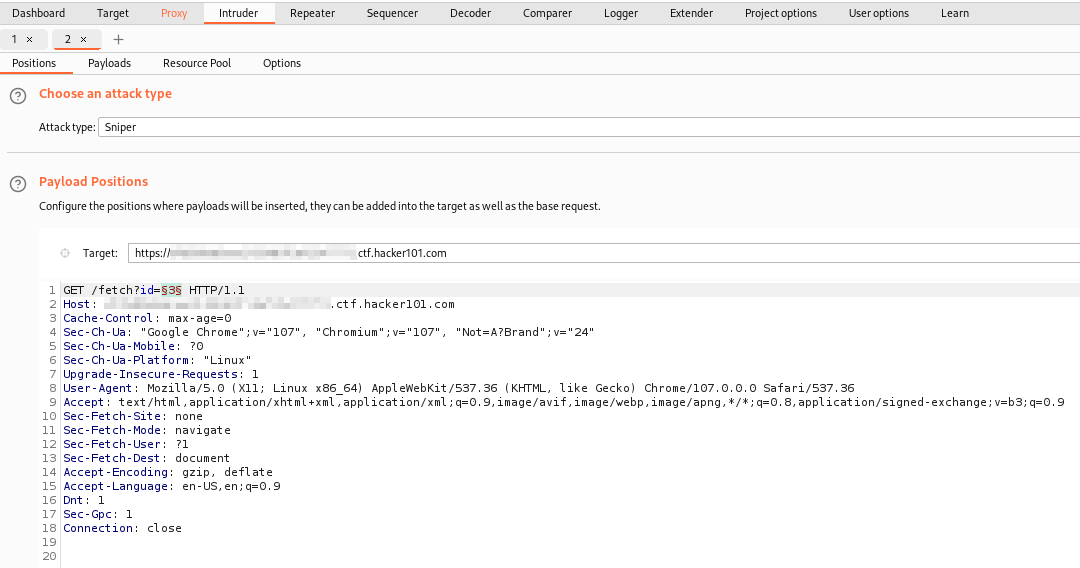 Dashboard Target Proxy Intruder Repeater Sequencer Decoder Comparer Logger Extender Project options User options Learn
1 × 2 × +
Positions Payloads Resource Pool Options
? Choose an attack type
Attack type: Sniper
? Payload Positions
Configure the positions where payloads will be inserted, they can be added into the target as well as the base request.
Target: https:// .ctf.hacker101.com
1 GET /fetch?id=§3§ HTTP/1.1
2 Host: .ctf.hacker101.com
3 Cache-Control: max-age=0
4 Sec-Ch-Ua: "Google Chrome";v="107", "Chromium";v="107", "Not=A?Brand";v="24"
5 Sec-Ch-Ua-Mobile: ?0
6 Sec-Ch-Ua-Platform: "Linux"
7 Upgrade-Insecure-Requests: 1
8 User-Agent: Mozilla/5.0 (X11; Linux x86_64) AppleWebKit/537.36 (KHTML, like Gecko) Chrome/107.0.0.0 Safari/537.36
9 Accept: text/html,application/xhtml+xml,application/xml;q=0.9,image/avif,image/webp,image/apng,*/*;q=0.8,application/signed-exchange;v=b3;q=0.9
10 Sec-Fetch-Site: none
11 Sec-Fetch-Mode: navigate
12 Sec-Fetch-User: ?1
13 Sec-Fetch-Dest: document
14 Accept-Encoding: gzip, deflate
15 Accept-Language: en-US,en;q=0.9
16 Dnt: 1
17 Sec-Gpc: 1
18 Connection: close
19
20